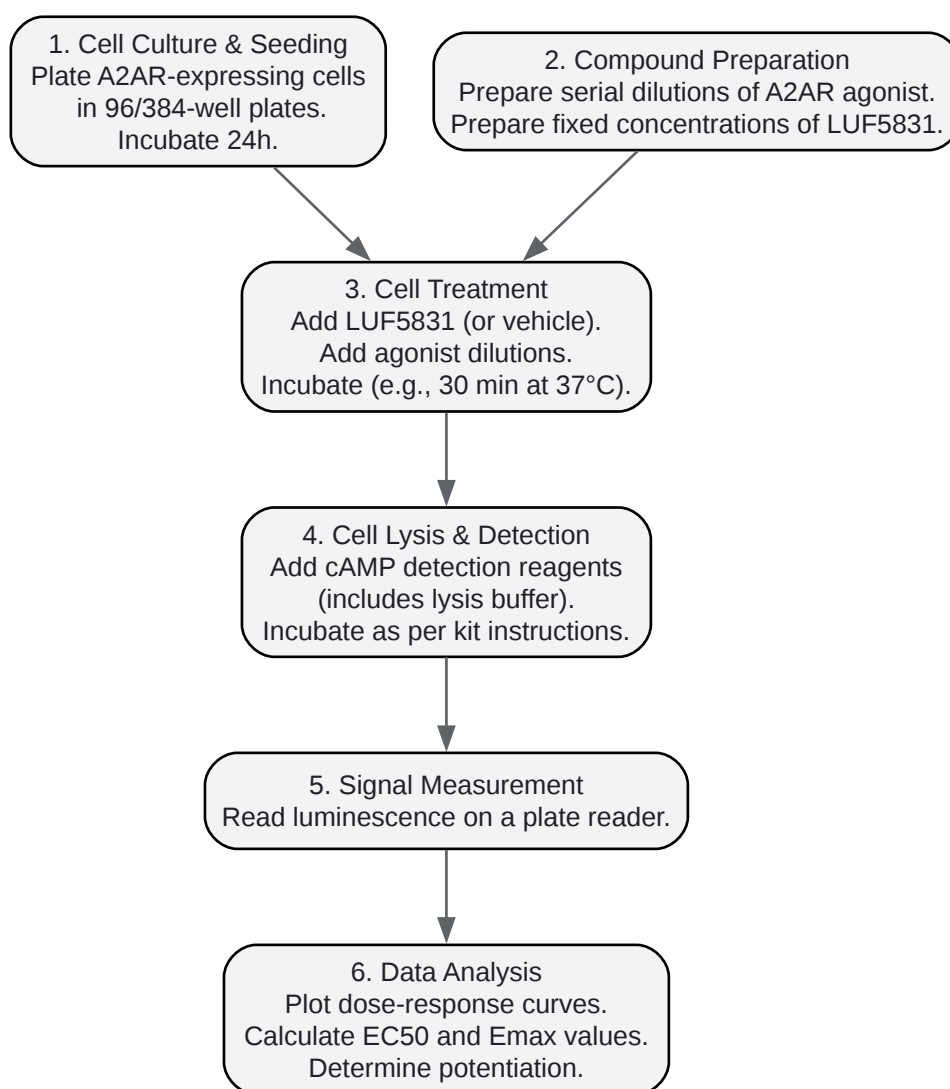 1. Cell Culture & Seeding
Plate A2AR-expressing cells
in 96/384-well plates.
Incubate 24h.
2. Compound Preparation
Prepare serial dilutions of A2AR agonist.
Prepare fixed concentrations of LUF5831.
3. Cell Treatment
Add LUF5831 (or vehicle).
Add agonist dilutions.
Incubate (e.g., 30 min at 37°C).
4. Cell Lysis & Detection
Add cAMP detection reagents
(includes lysis buffer).
Incubate as per kit instructions.
5. Signal Measurement
Read luminescence on a plate reader.
6. Data Analysis
Plot dose-response curves.
Calculate EC50 and Emax values.
Determine potentiation.